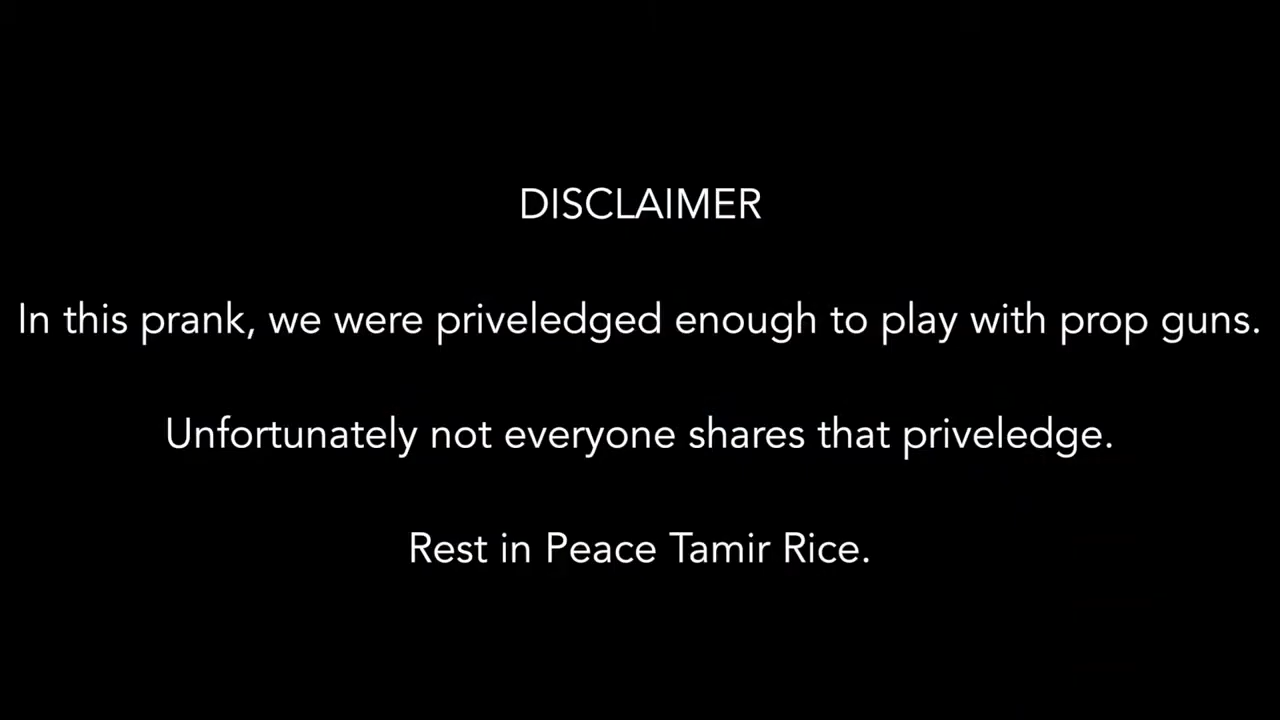 DISCLAIMER
In this prank, we were priveledged enough to play with prop guns.
Unfortunately not everyone shares that priveledge.
Rest in Peace Tamir Rice.